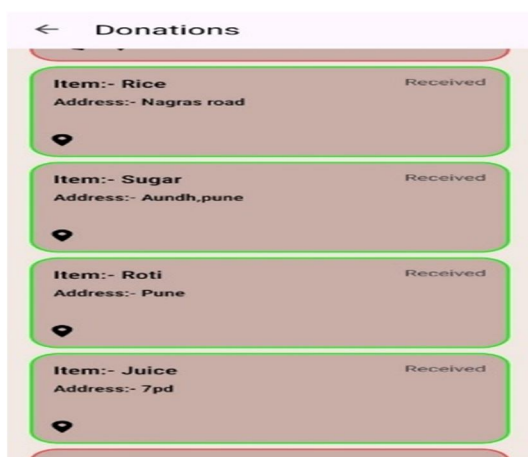 Donations
Item:- Rice
Received
Address:- Nagras road
Item:- Sugar
Received
Address:- Aundh,pune
Item:- Roti
Received
Address:- Pune
Item:- Juice
Received
Address:- 7pd